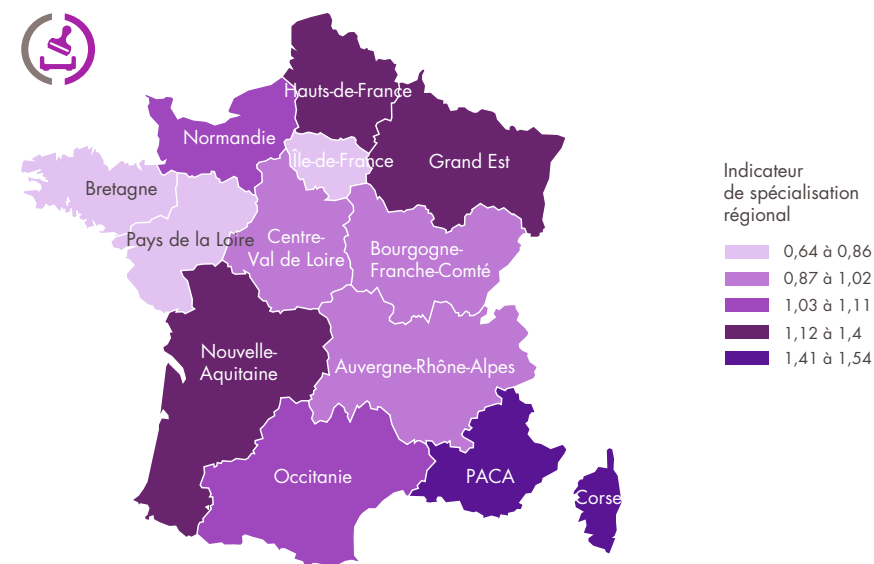 Hauts-de-France
Normandie
Île-de-France
Grand Est
Bretagne
Pays de la Loire
Centre-
Val de Loire
Bourgogne-
Franche-Comté
Nouvelle-
Aquitaine
Auvergne-Rhône-Alpes
Occitanie
PACA
Corse
Indicateur
de spécialisation
régional
0,64 à 0,86
0,87 à 1,02
1,03 à 1,11
1,12 à 1,4
1,41 à 1,54